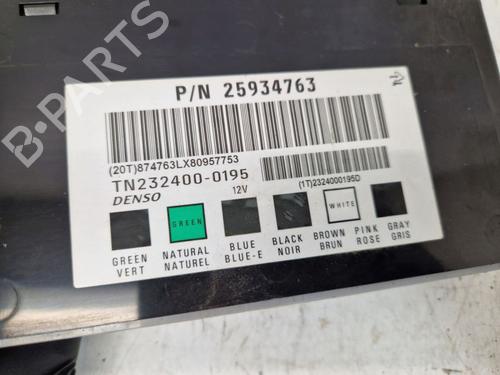 B-PARTS
P/N 25934763
(20T)874763LX80957753
TN232400-0195
(1T)2324000195D
DENSO
12V
GREEN
WHITE
GREEN
VERT
NATURAL
NATUREL
BLUE
BLUE-E
BLACK
NOIR
BROWN
BRUN
PINK
ROSE
GRAY
GRIS